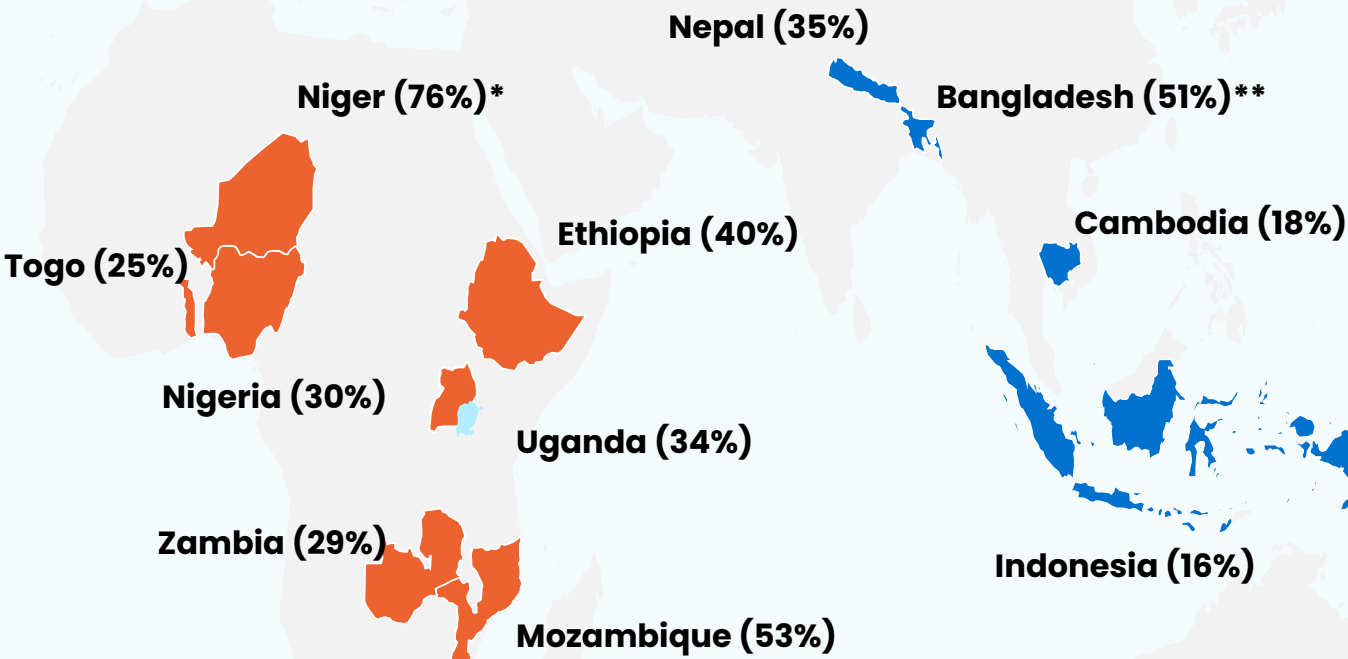 Nepal (35%)
Niger (76%)*
Bangladesh (51%)**
Cambodia (18%)
Ethiopia (40%)
Togo (25%)
Nigeria (30%)
Uganda (34%)
Zambia (29%)
Indonesia (16%)
Mozambique (53%)